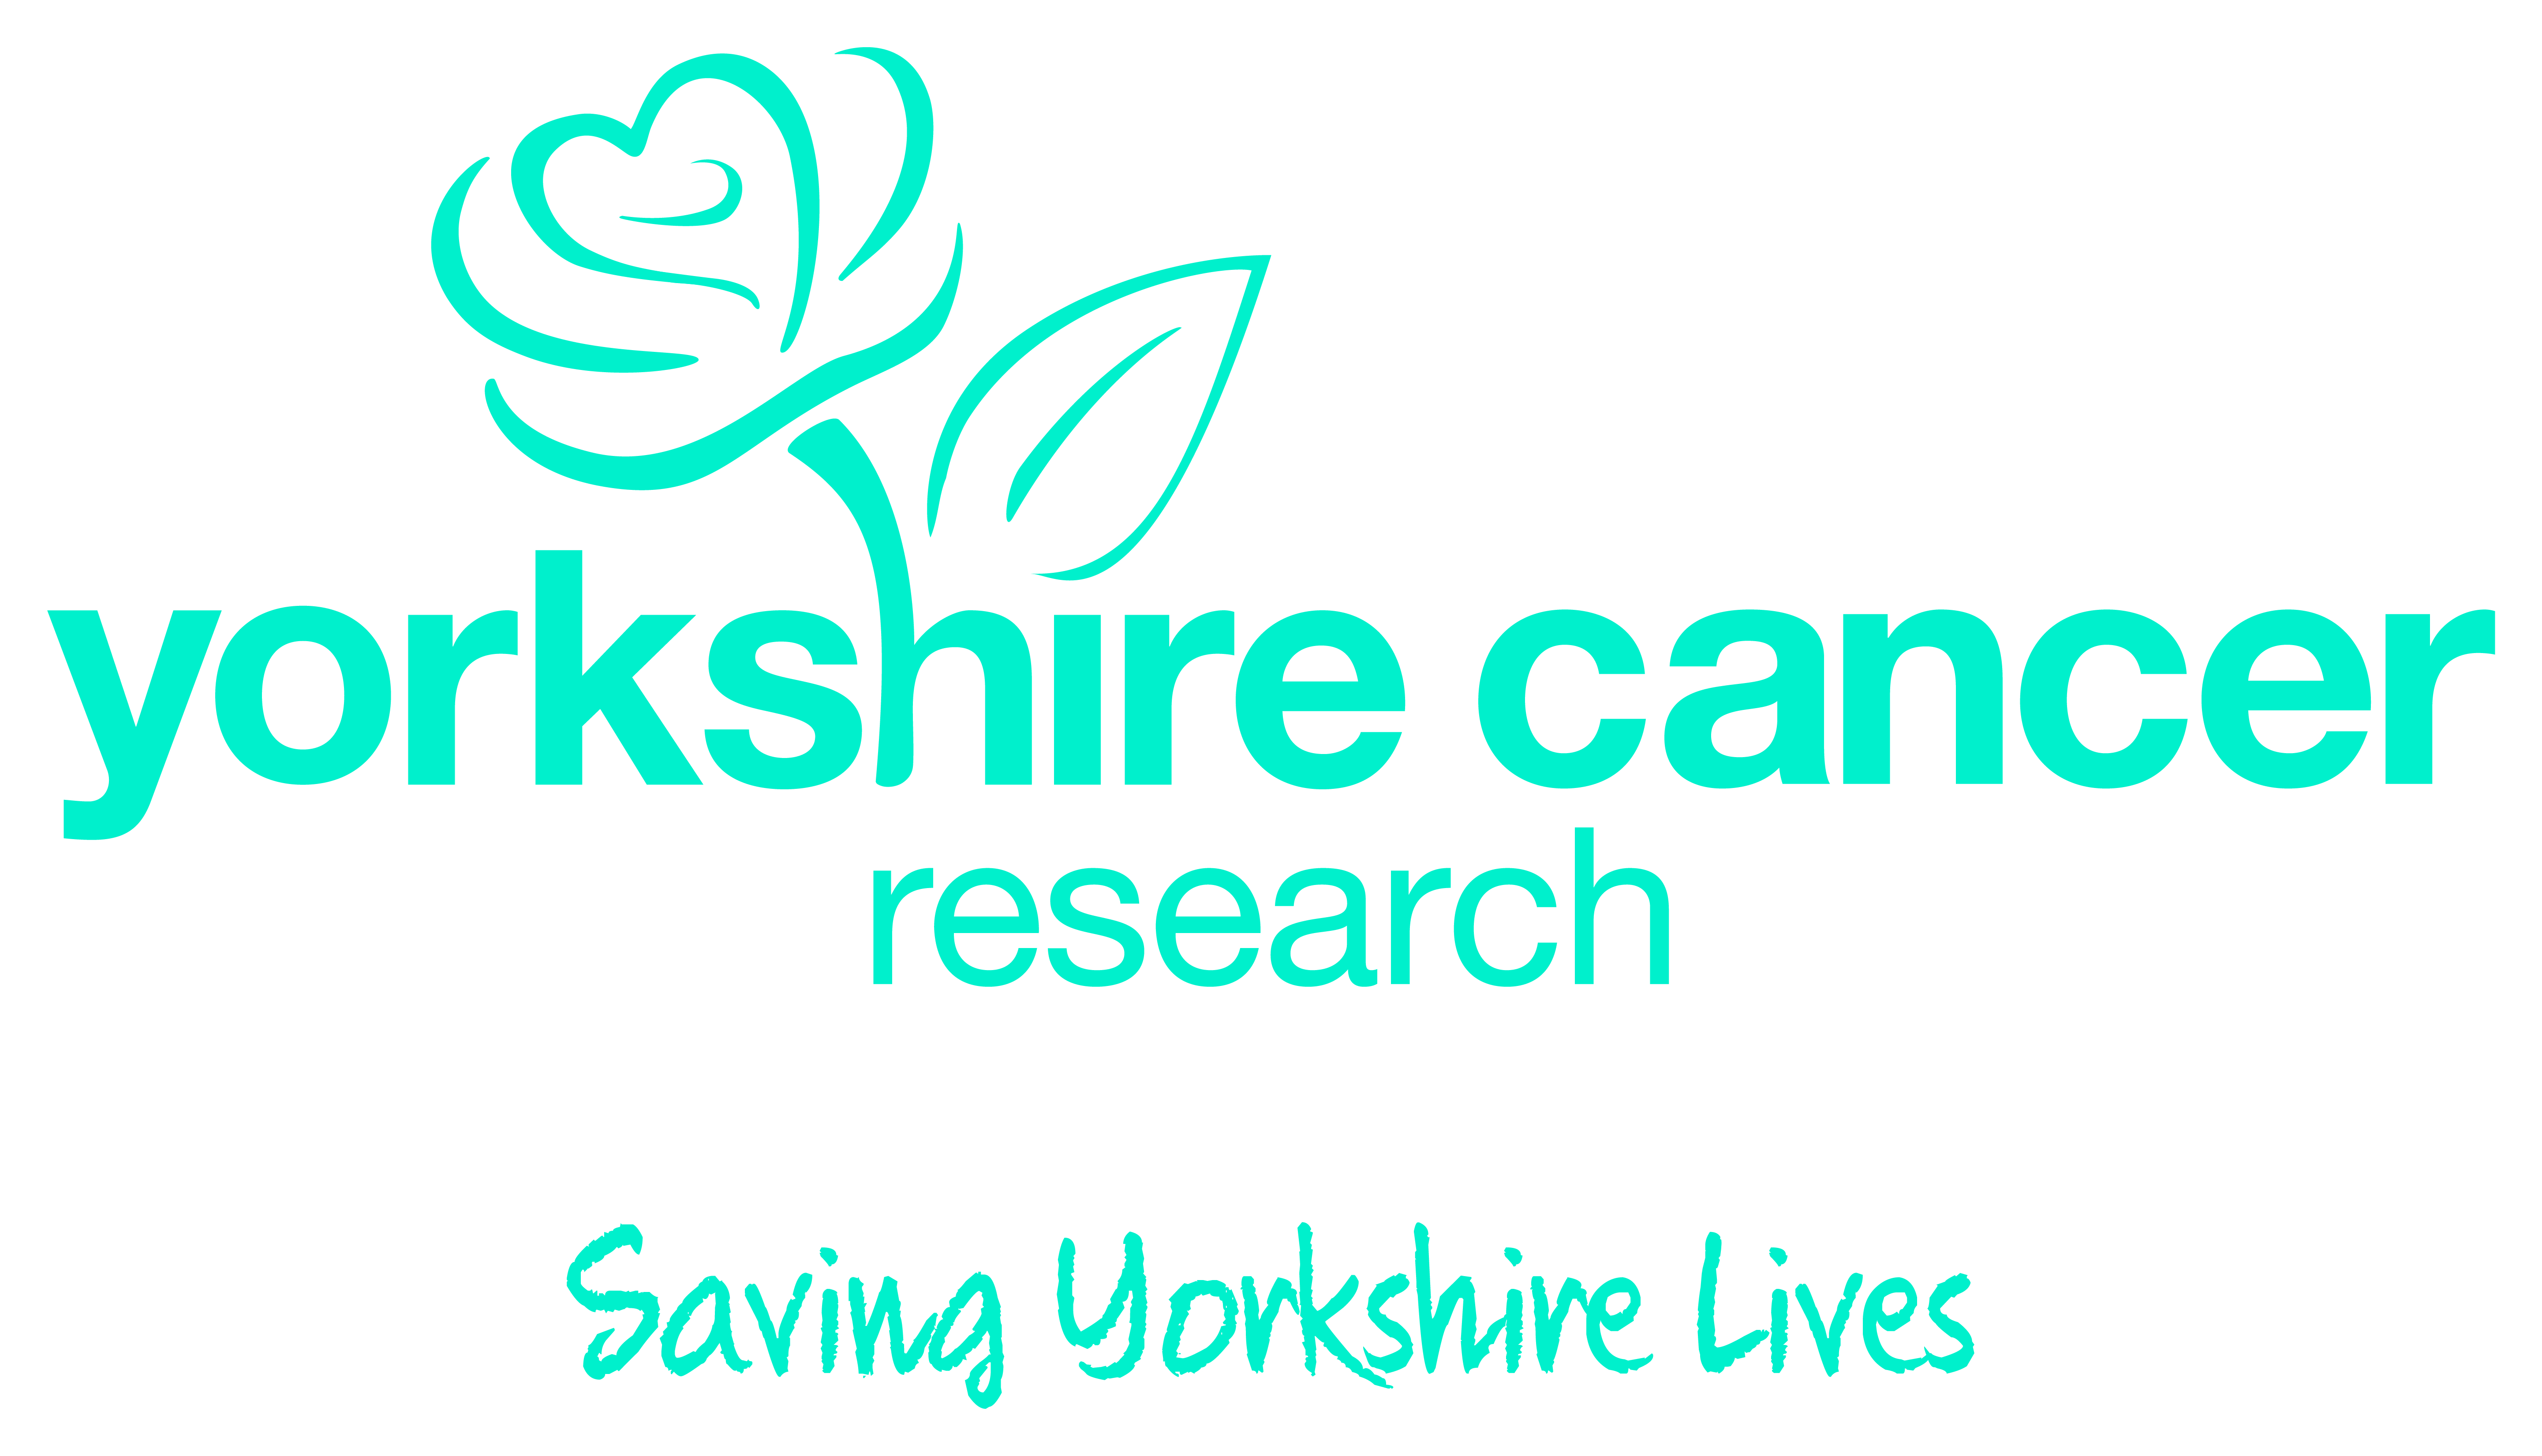 yorkshire cancer
research
Saving Yorkshire Lives